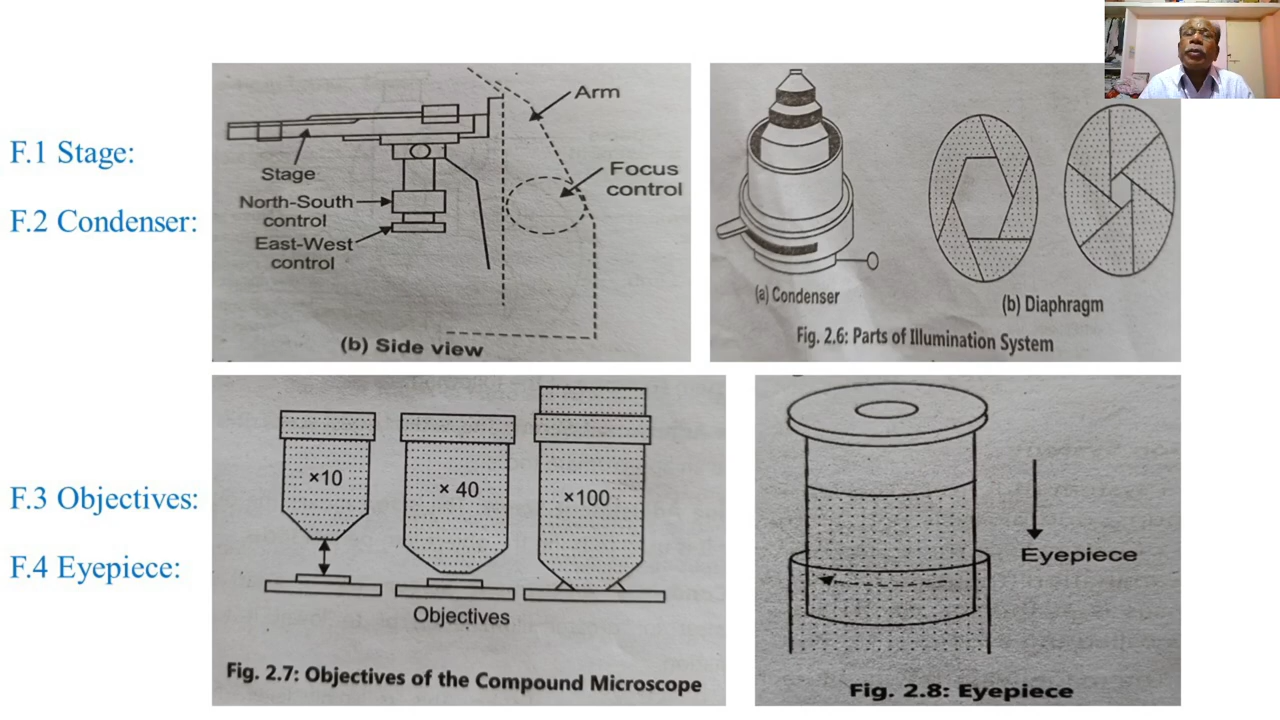 F.1 Stage:
F.2 Condenser:
Arm
Focus
control
Stage
North-South
control
East-West
control
(b) Side view
(a) Condenser
(b) Diaphragm
Fig. 2.6: Parts of Illumination System
F.3 Objectives:
F.4 Eyepiece:
×10
× 40
×100
Objectives
Fig. 2.7: Objectives of the Compound Microscope
Eyepiece
Fig. 2.8: Eyepiece